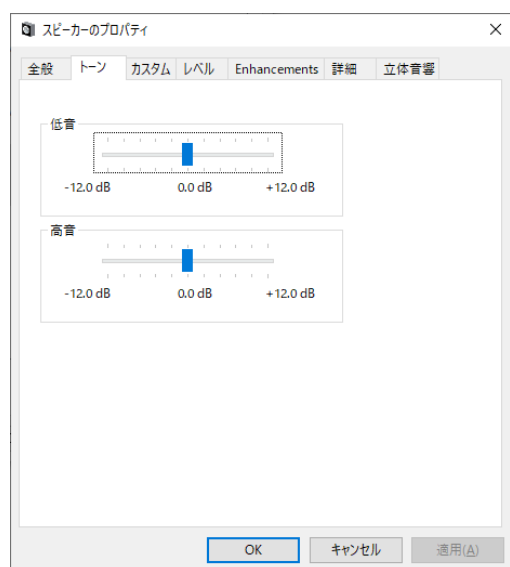 スピーカーのプロパティ
全般 トーン カスタム レベル Enhancements 詳細 立体音響
低音
-12.0 dB 0.0 dB +12.0 dB
高音
-12.0 dB 0.0 dB +12.0 dB
OK キャンセル 適用(A)